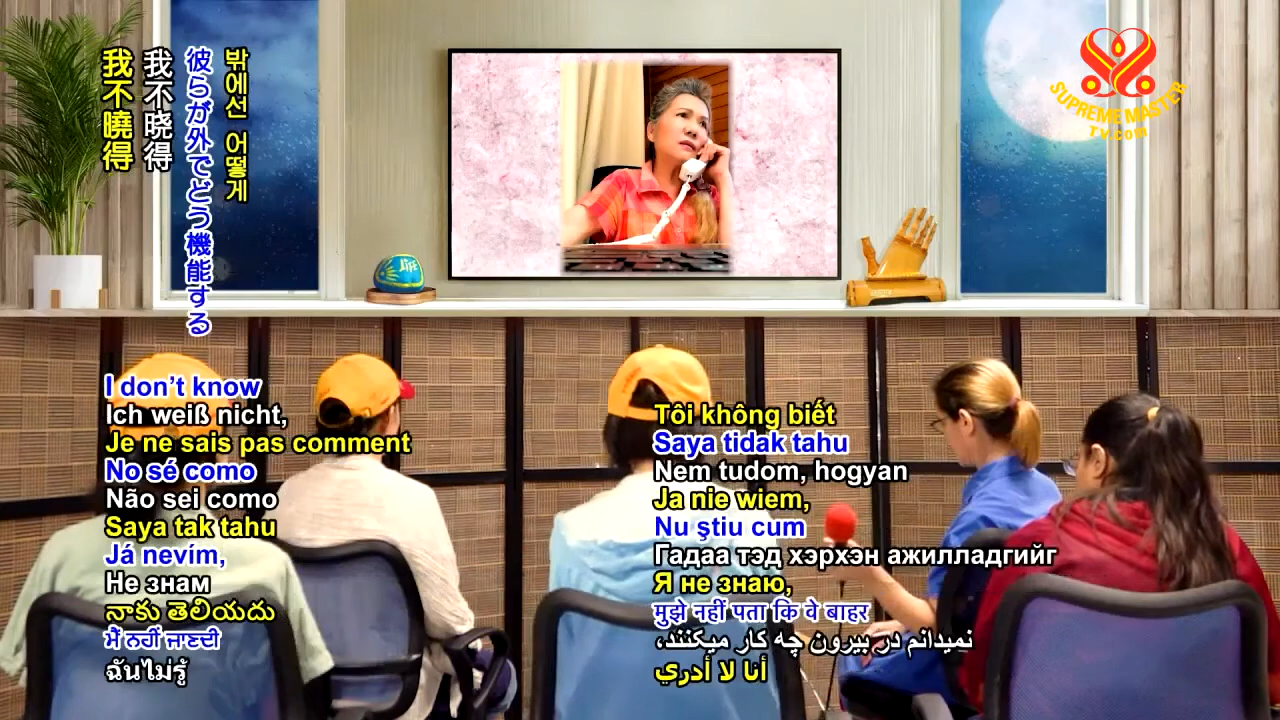 밖에선 어떻게
彼らが外でどう機能する
我不晓得
我不曉得
SUPREME MASTER
TV.com
LIFE
I don’t know
Ich weiß nicht,
Je ne sais pas comment
No sé como
Não sei como
Saya tak tahu
Já nevím,
Не знам
నాకు తెలియదు
ਮੈਂ ਨਹੀਂ ਜਾਣਦੀ
ฉันไม่รู้
Tôi không biết
Saya tidak tahu
Nem tudom, hogyan
Ja nie wiem,
Nu ştiu cum
Гадаа тэд хэрхэн ажилладгийг
Я не знаю,
मुझे नहीं पता कि वे बाहर
نمیدانم در بیرون چه کار میکنند،
أنا لا أدري